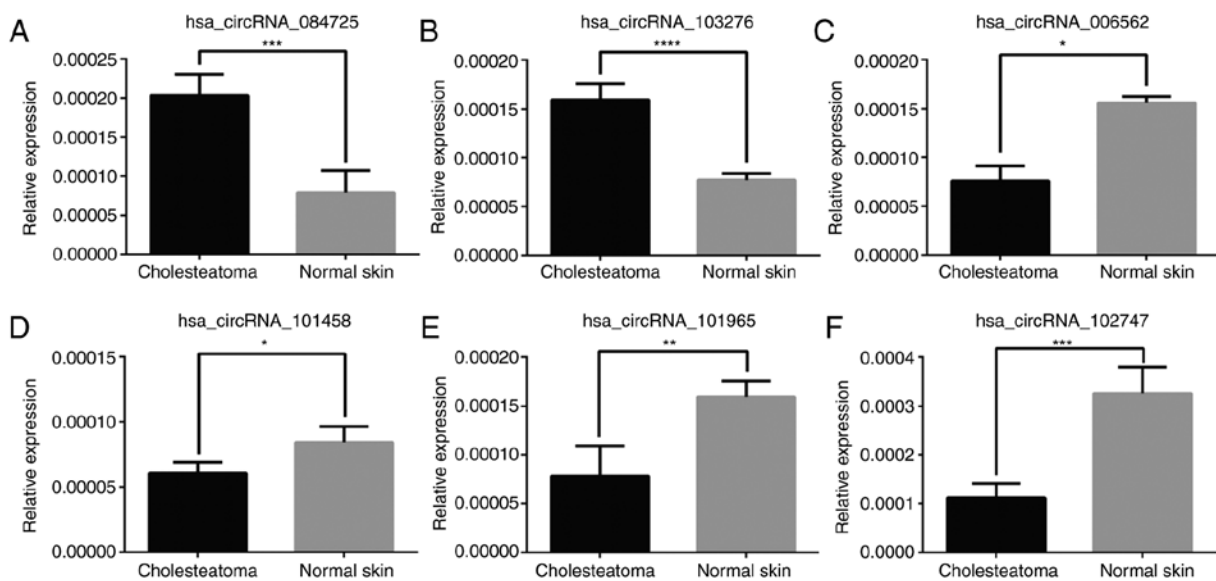 A
hsa_circRNA_084725
***
Relative expression
0.00025
0.00020
0.00015
0.00010
0.00005
0.00000
Cholesteatoma Normal skin
B
hsa_circRNA_103276
****
Relative expression
0.00020
0.00015
0.00010
0.00005
0.00000
Cholesteatoma Normal skin
C
hsa_circRNA_006562
*
Relative expression
0.00020
0.00015
0.00010
0.00005
0.00000
Cholesteatoma Normal skin
D
hsa_circRNA_101458
*
Relative expression
0.00015
0.00010
0.00005
0.00000
Cholesteatoma Normal skin
E
hsa_circRNA_101965
**
Relative expression
0.00020
0.00015
0.00010
0.00005
0.00000
Cholesteatoma Normal skin
F
hsa_circRNA_102747
***
Relative expression
0.0004
0.0003
0.0002
0.0001
0.0000
Cholesteatoma Normal skin